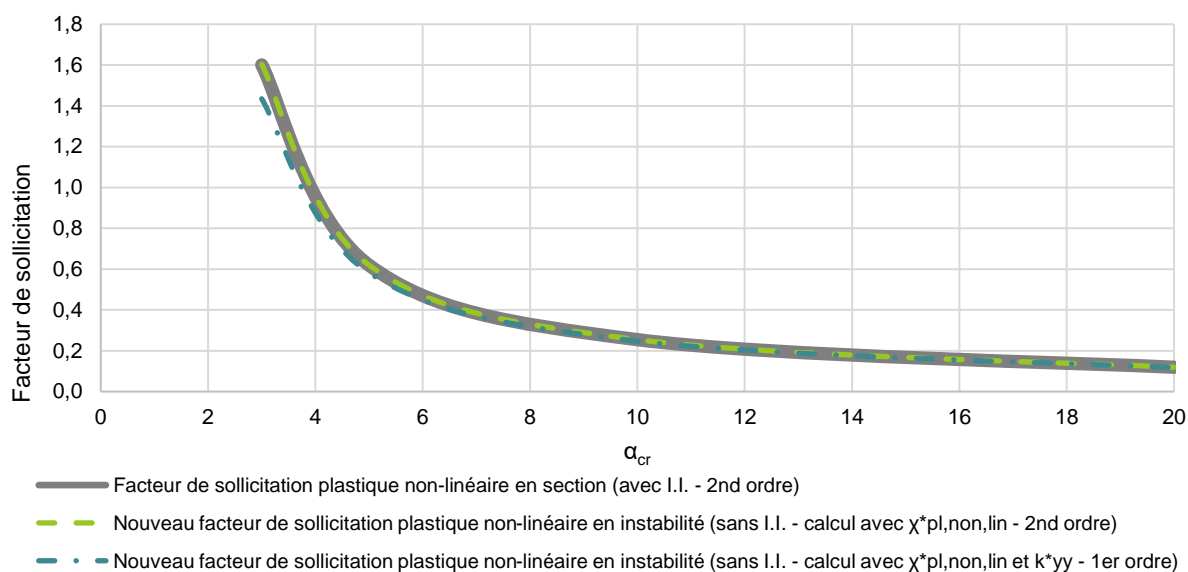 Facteur de sollicitation
1,8
1,6
1,4
1,2
1,0
0,8
0,6
0,4
0,2
0,0
0 2 4 6 8 10 12 14 16 18 20
αcr
Facteur de sollicitation plastique non-linéaire en section (avec I.I. - 2nd ordre)
Nouveau facteur de sollicitation plastique non-linéaire en instabilité (sans I.I. - calcul avec χ*pl,non,lin - 2nd ordre)
Nouveau facteur de sollicitation plastique non-linéaire en instabilité (sans I.I. - calcul avec χ*pl,non,lin et k*yy - 1er ordre)